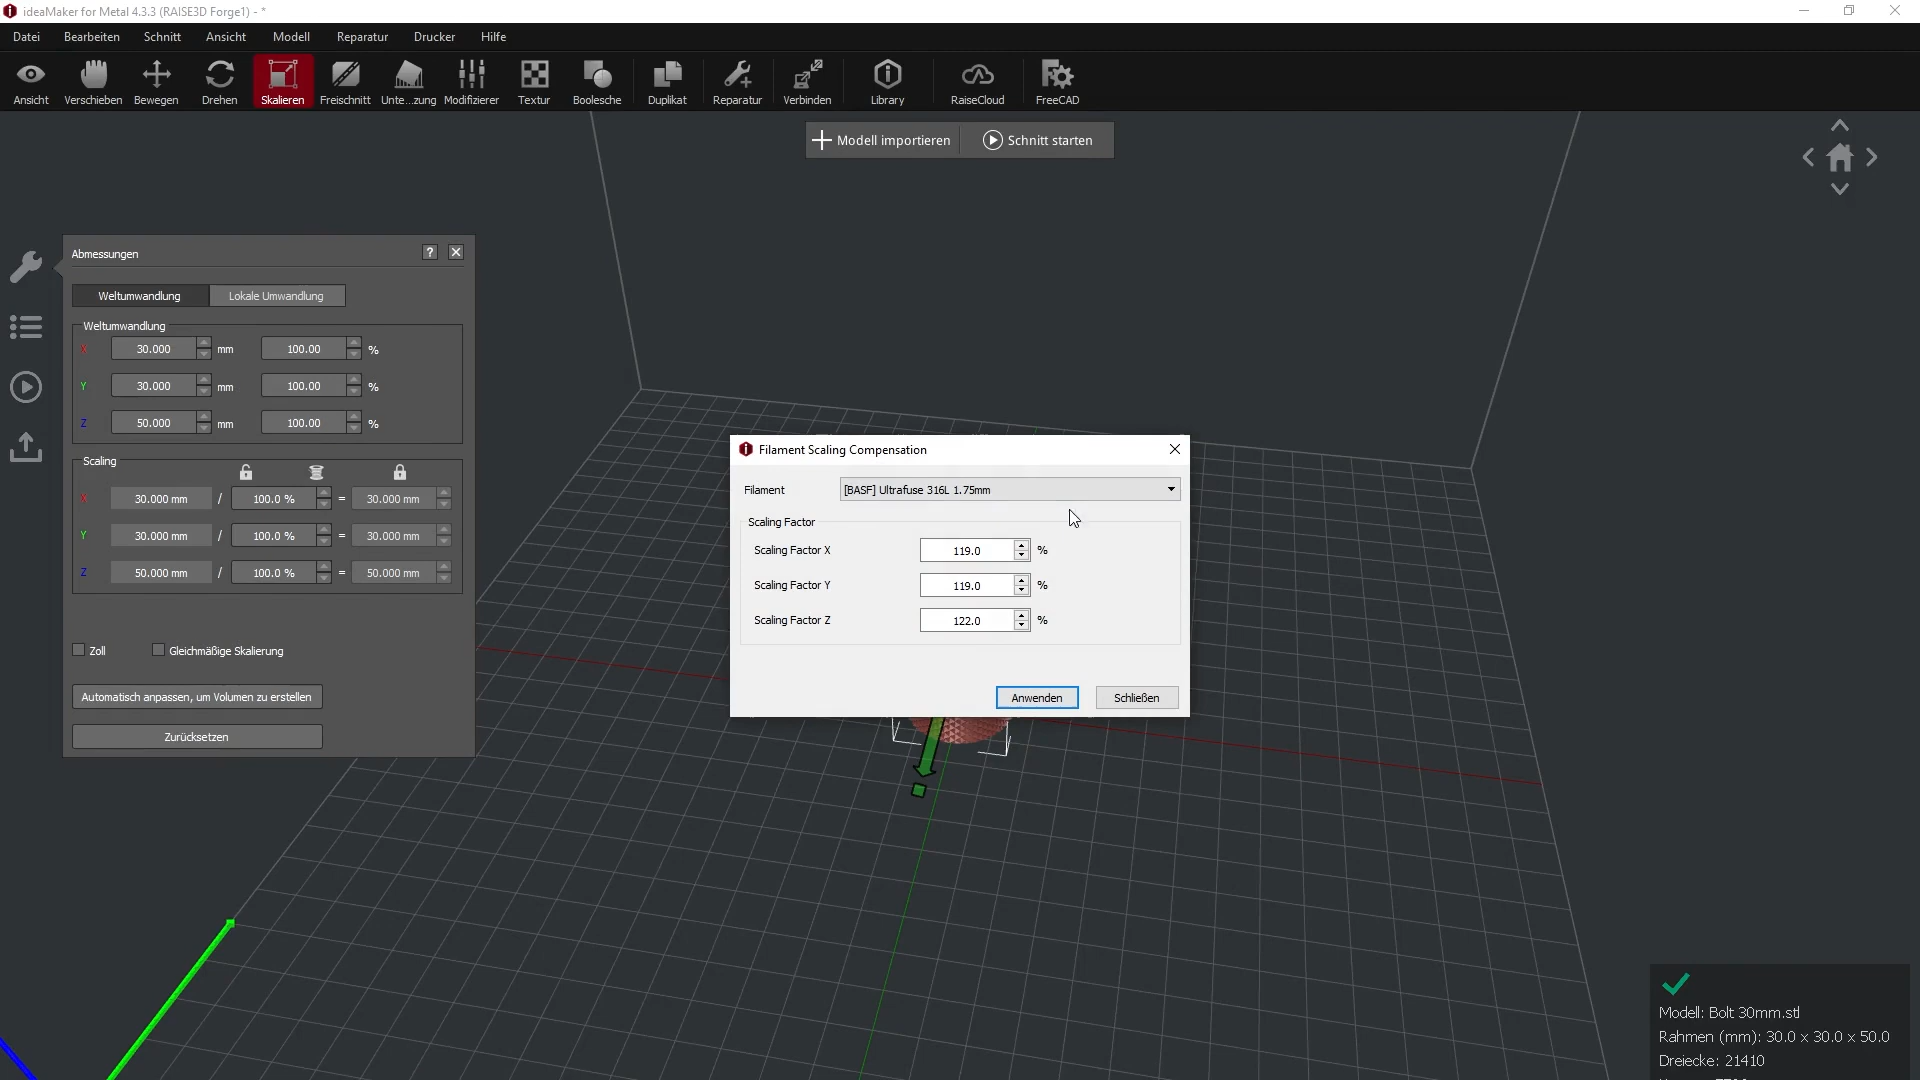 ideaMaker for Metal 4.3.3 (RAISE3D Forge1) - *
Datei Bearbeiten Schnitt Ansicht Modell Reparatur Drucker Hilfe
Ansicht Verschieben Bewegen Drehen Skalieren Freischnitt Unte...zung Modifizierer Textur Boolesche Duplikat Reparatur Verbinden Library RaiseCloud FreeCAD
Modell importieren Schnitt starten
Abmessungen ?
Weltumwandlung Lokale Umwandlung
Weltumwandlung
X 30.000 mm 100.00 %
Y 30.000 mm 100.00 %
Z 50.000 mm 100.00 %
Scaling
X 30.000 mm / 100.0 % = 30.000 mm
Y 30.000 mm / 100.0 % = 30.000 mm
Z 50.000 mm / 100.0 % = 50.000 mm
Zoll Gleichmäßige Skalierung
Automatisch anpassen, um Volumen zu erstellen
Zurücksetzen
Filament Scaling Compensation
Filament [BASF] Ultrafuse 316L 1.75mm
Scaling Factor
Scaling Factor X 119.0 %
Scaling Factor Y 119.0 %
Scaling Factor Z 122.0 %
Anwenden Schließen
Modell: Bolt 30mm.stl
Rahmen (mm): 30.0 x 30.0 x 50.0
Dreiecke: 21410